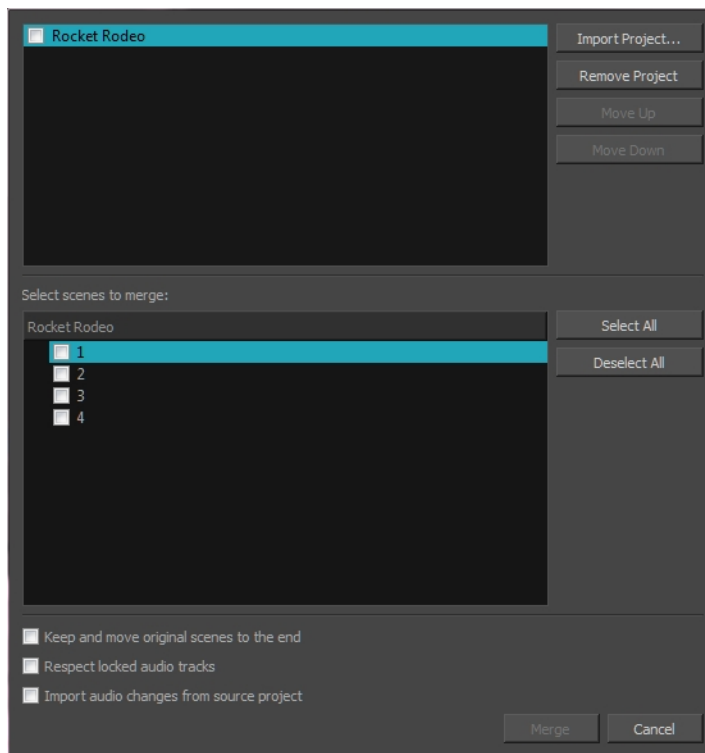 Rocket Rodeo
Import Project...
Remove Project
Move Up
Move Down
Select scenes to merge:
Rocket Rodeo
Select All
1
Deselect All
2
3
4
Keep and move original scenes to the end
Respect locked audio tracks
Import audio changes from source project
Merge
Cancel